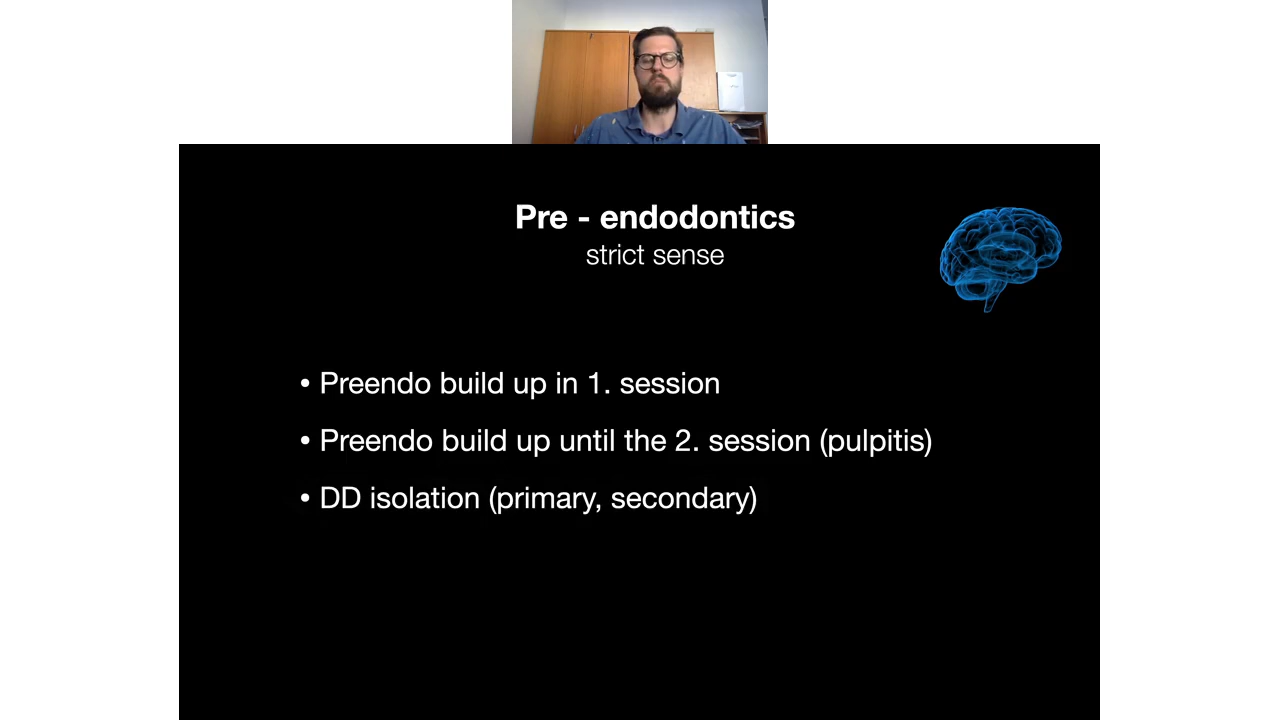 Pre - endodontics
strict sense
• Preendo build up in 1. session
• Preendo build up until the 2. session (pulpitis)
• DD isolation (primary, secondary)